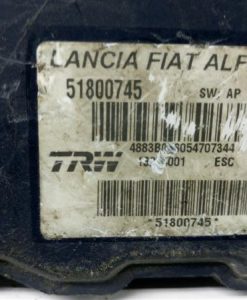 LANCIA FIAT ALF
51800745 SW: AP
TRW
ESC
*51800745*